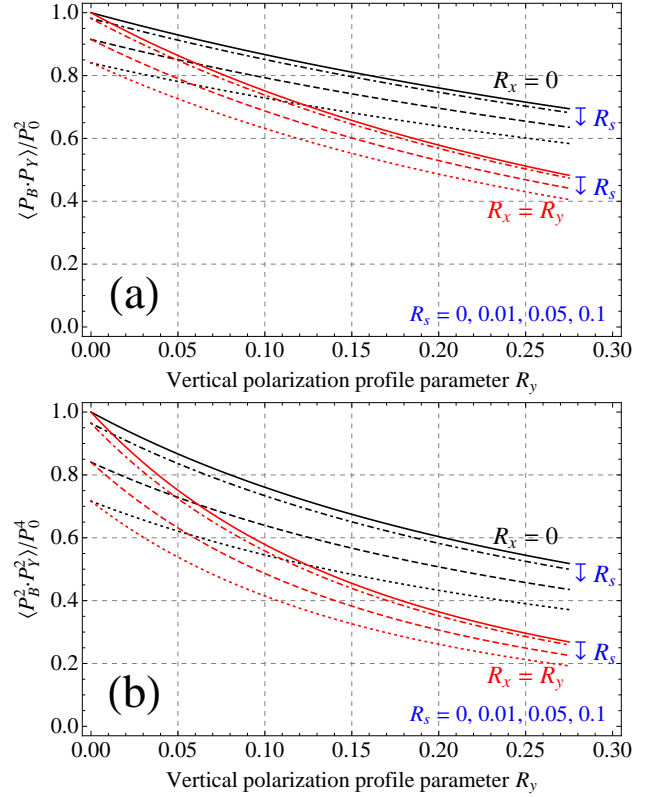 1.0
0.8
0.6
0.4
0.2
0.0
⟨P_B.P_Y⟩/P_0^2
R_x = 0
R_s
R_s
R_x = R_y
(a)
R_s = 0, 0.01, 0.05, 0.1
0.00 0.05 0.10 0.15 0.20 0.25 0.30
Vertical polarization profile parameter R_y
1.0
0.8
0.6
0.4
0.2
0.0
⟨P_B^2.P_Y^2⟩/P_0^4
R_x = 0
R_s
R_s
R_x = R_y
(b)
R_s = 0, 0.01, 0.05, 0.1
0.00 0.05 0.10 0.15 0.20 0.25 0.30
Vertical polarization profile parameter R_y